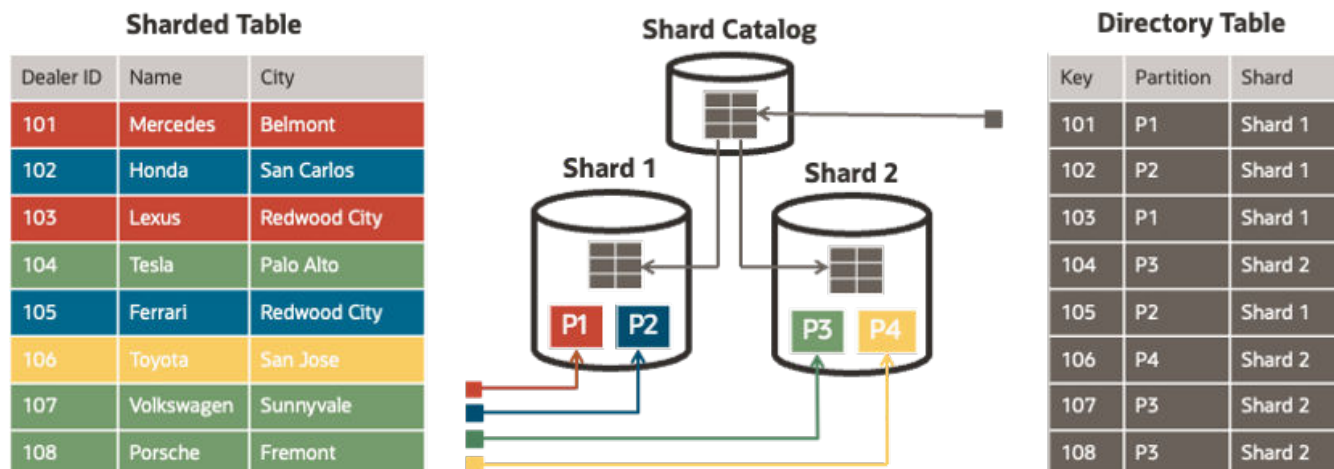 Sharded Table
Dealer ID Name City
101 Mercedes Belmont
102 Honda San Carlos
103 Lexus Redwood City
104 Tesla Palo Alto
105 Ferrari Redwood City
106 Toyota San Jose
107 Volkswagen Sunnyvale
108 Porsche Fremont
Shard Catalog
Shard 1
Shard 2
P1 P2
P3 P4
Directory Table
Key Partition Shard
101 P1 Shard 1
102 P2 Shard 1
103 P1 Shard 1
104 P3 Shard 2
105 P2 Shard 1
106 P4 Shard 2
107 P3 Shard 2
108 P3 Shard 2